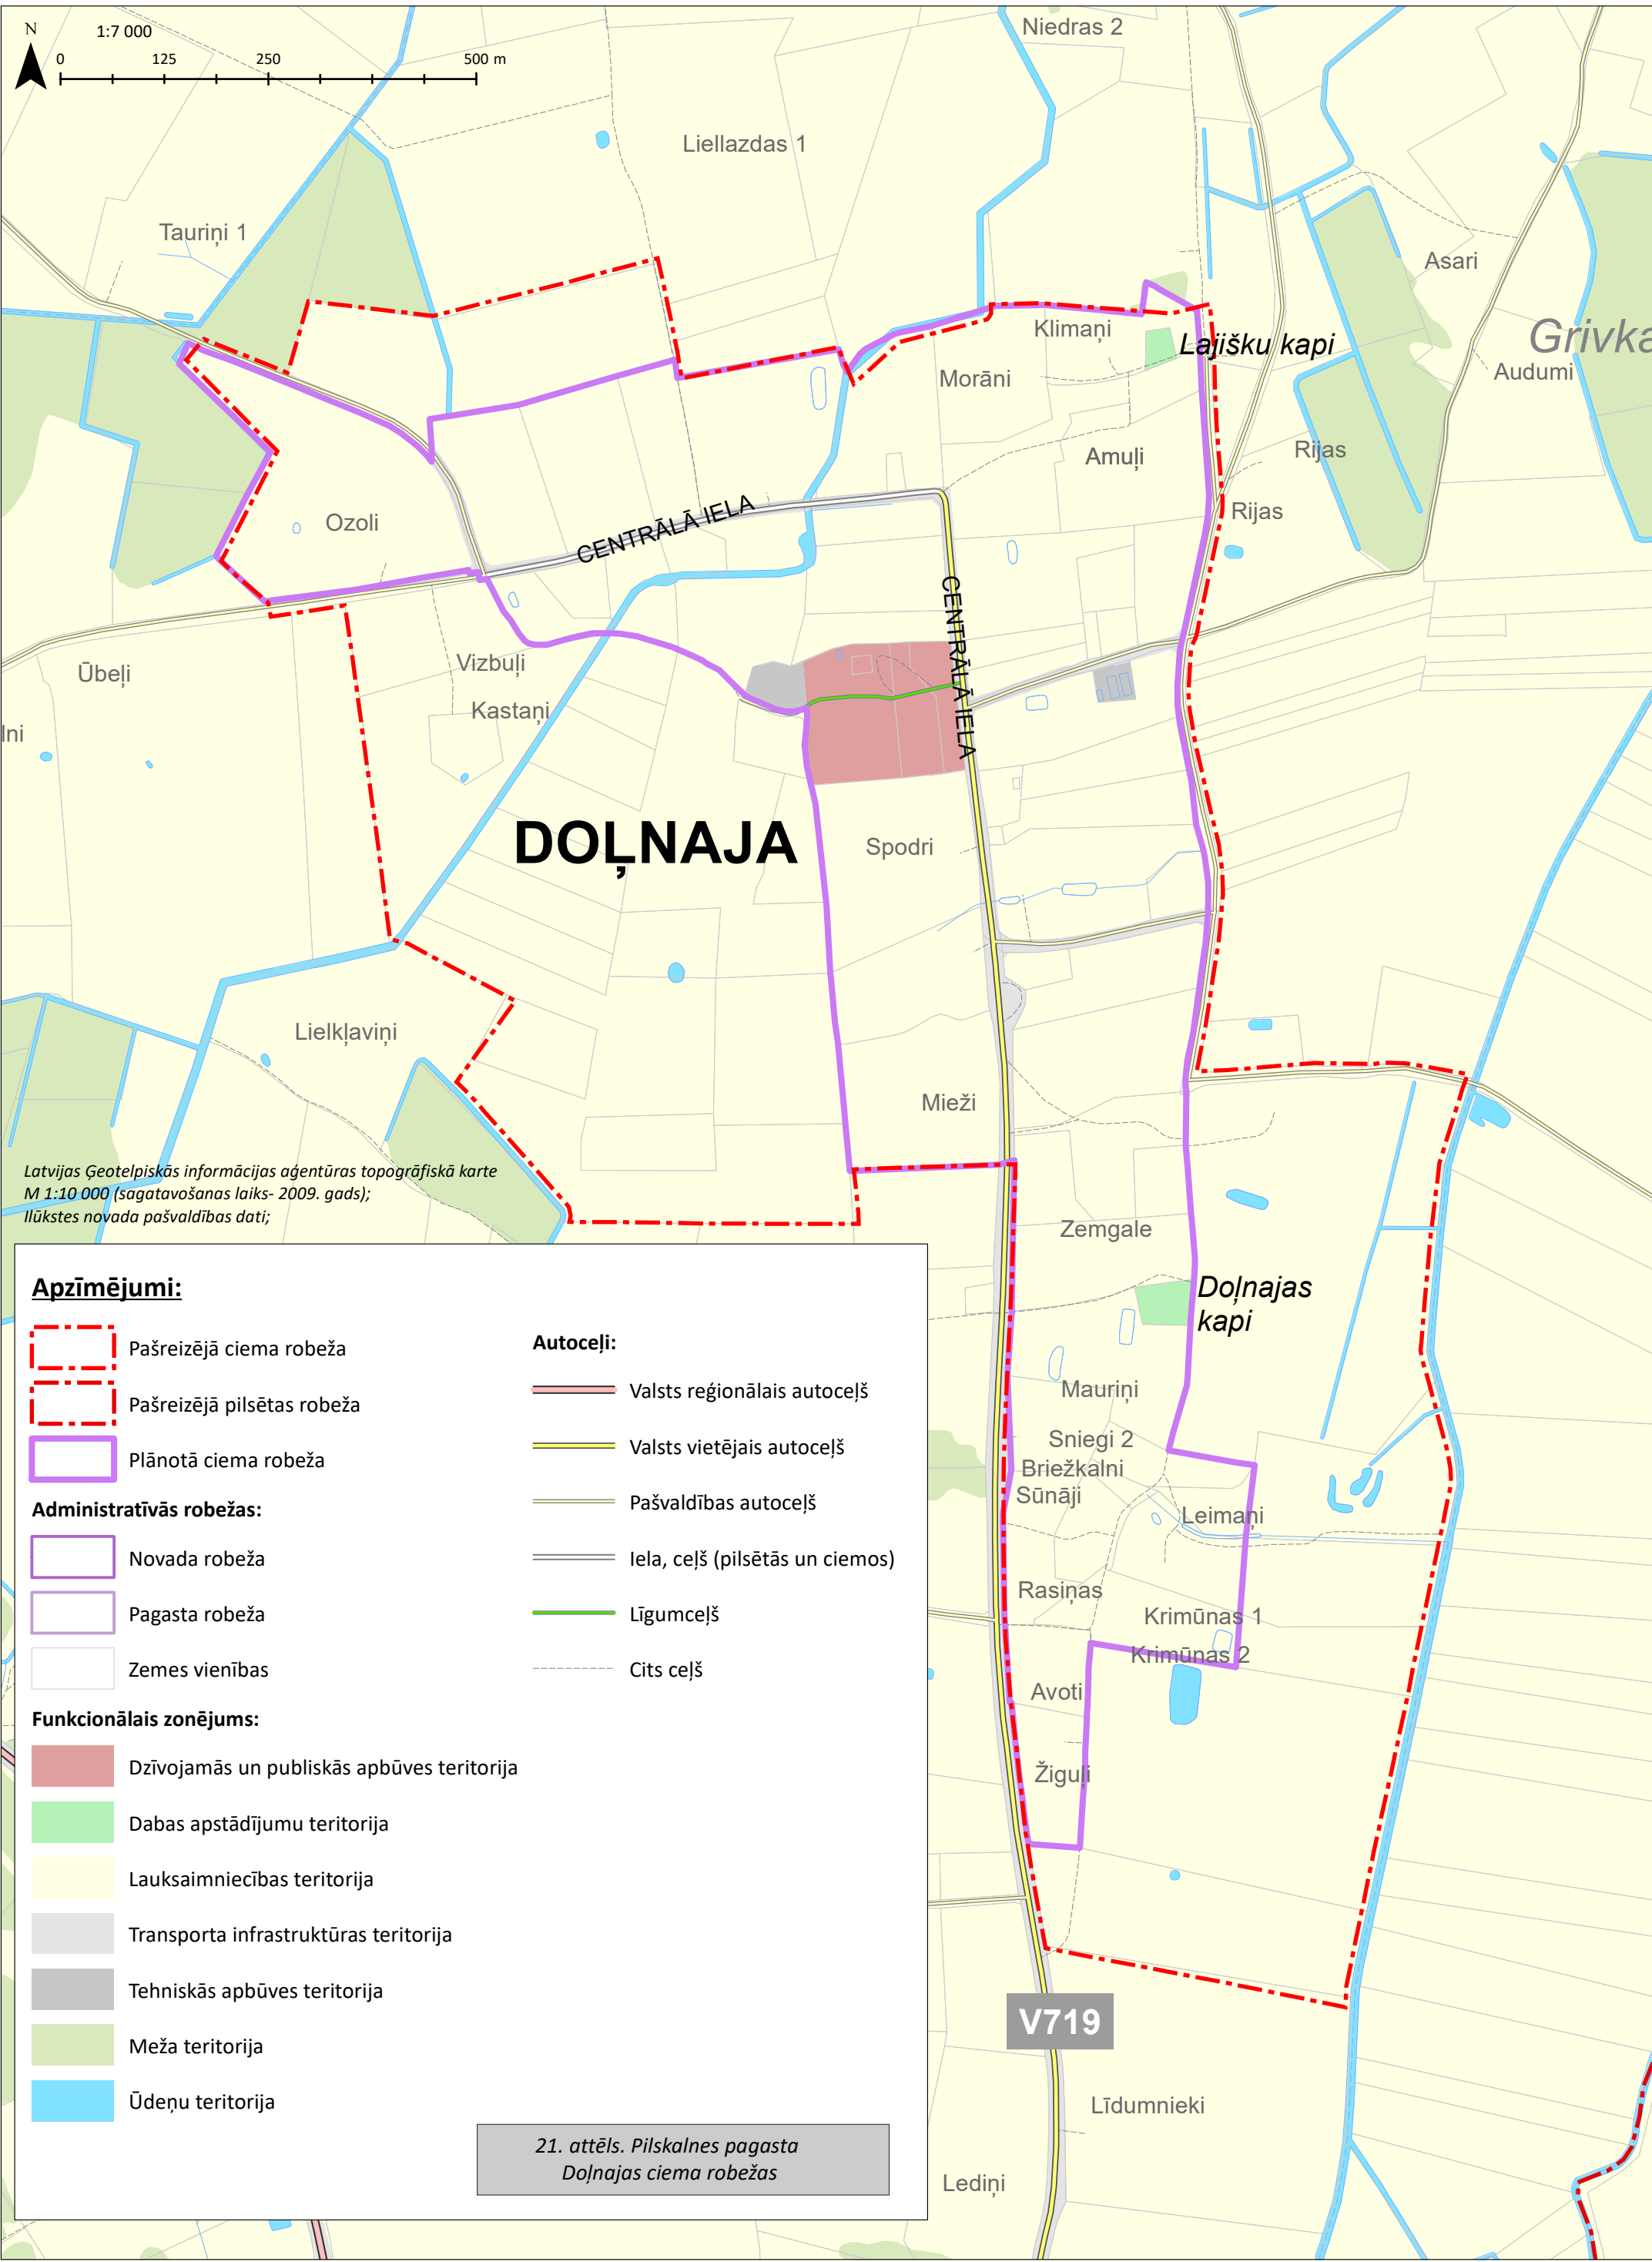 N
1:7 000
0 125 250 500 m
Niedras 2
Liellazdas 1
Tauriņi 1
Asari
Klimaņi
Lajišku kapi
Grivka
Audumi
Morāni
Amuļi
Rijas
Rijas
Ozoli
CENTRĀLĀ IELA
CENTRĀLĀ IELA
Ūbeļi
Vizbuļi
Kastaņi
lni
DOĻNAJA
Spodri
Lielkļaviņi
Mieži
Latvijas Ģeotelpiskās informācijas aģentūras topogrāfiskā karte
M 1:10 000 (sagatavošanas laiks- 2009. gads);
Ilūkstes novada pašvaldības dati;
Zemgale
Doļnajas
kapi
Mauriņi
Sniegi 2
Briežkalni
Sūnāji
Leimaņi
Rasiņas
Krimūnas 1
Krimūnas 2
Avoti
Žiguļi
V719
Līdumnieki
Lediņi
Apzīmējumi:
Pašreizējā ciema robeža
Pašreizējā pilsētas robeža
Plānotā ciema robeža
Administratīvās robežas:
Novada robeža
Pagasta robeža
Zemes vienības
Funkcionālais zonējums:
Dzīvojamās un publiskās apbūves teritorija
Dabas apstādījumu teritorija
Lauksaimniecības teritorija
Transporta infrastruktūras teritorija
Tehniskās apbūves teritorija
Meža teritorija
Ūdeņu teritorija
Autoceļi:
Valsts reģionālais autoceļš
Valsts vietējais autoceļš
Pašvaldības autoceļš
Iela, ceļš (pilsētās un ciemos)
Līgumceļš
Cits ceļš
21. attēls. Pilskalnes pagasta
Doļnajas ciema robežas